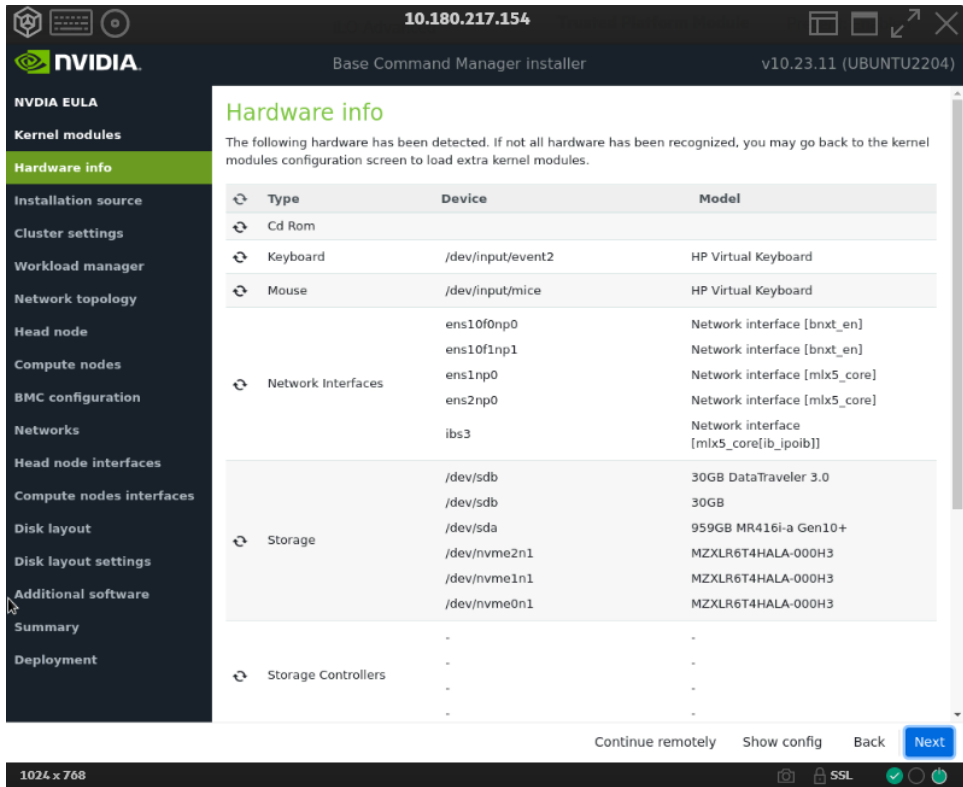 10.180.217.154
NVIDIA.
Base Command Manager installer
v10.23.11 (UBUNTU2204)
NVIDIA EULA
Kernel modules
Hardware info
Installation source
Cluster settings
Workload manager
Network topology
Head node
Compute nodes
BMC configuration
Networks
Head node interfaces
Compute nodes interfaces
Disk layout
Disk layout settings
Additional software
Summary
Deployment
Hardware info
The following hardware has been detected. If not all hardware has been recognized, you may go back to the kernel
modules configuration screen to load extra kernel modules.
Type Device Model
Cd Rom
Keyboard /dev/input/event2 HP Virtual Keyboard
Mouse /dev/input/mice HP Virtual Keyboard
Network Interfaces
ens10f0np0 Network interface [bnxt_en]
ens10f1np1 Network interface [bnxt_en]
ens1np0 Network interface [mlx5_core]
ens2np0 Network interface [mlx5_core]
ibs3 Network interface
[mlx5_core[ib_ipoib]]
Storage
/dev/sdb 30GB DataTraveler 3.0
/dev/sdb 30GB
/dev/sda 959GB MR416i-a Gen10+
/dev/nvme2n1 MZXLR6T4HALA-000H3
/dev/nvme1n1 MZXLR6T4HALA-000H3
/dev/nvme0n1 MZXLR6T4HALA-000H3
Storage Controllers
- -
- -
- -
- -
Continue remotely Show config Back Next
1024 x 768 SSL